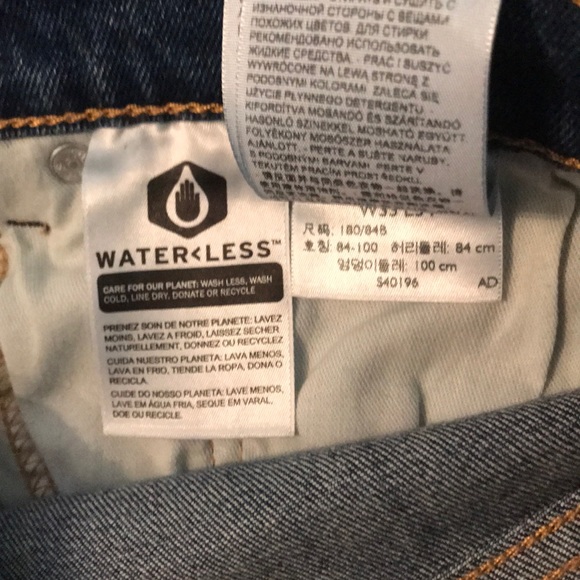 ИЗНАНОЧНОЙ СТОРОНЫ С ВЕЩАМИ
ПОХОЖИХ ЦВЕТОВ. ДЛЯ СТИРКИ
РЕКОМЕНДОВАНО ИСПОЛЬЗОВАТЬ
ЖИДКИЕ СРЕДСТВА. • PRAĆ I SUSZYĆ
WYWRÓCONE NA LEWĄ STRONĘ Z
PODOBNYMI KOLORAMI. ZALECA SIĘ
UŻYCIE PŁYNNEGO DETERGENTU. •
KIFORDÍTVA MOSANDÓ ÉS SZÁRÍTANDÓ
HASONLÓ SZÍNEKKEL. MOSHATÓ EGYÜTT
FOLYÉKONY MOSÓSZER HASZNÁLATA
AJÁNLOTT. • PERTE A SUŠTE NARUBY,
S PODOBNÝMI BARVAMI. PERTE V
TEKUTÉM PRACÍM PROSTŘEDKU.
WATER<LESS™
CARE FOR OUR PLANET: WASH LESS, WASH
COLD, LINE DRY, DONATE OR RECYCLE
PRENEZ SOIN DE NOTRE PLANETE: LAVEZ
MOINS, LAVEZ A FROID, LAISSEZ SECHER
NATURELLEMENT, DONNEZ OU RECYCLEZ
CUIDA NUESTRO PLANETA: LAVA MENOS,
LAVA EN FRIO, TIENDE LA ROPA, DONA O
RECICLA.
CUIDE DO NOSSO PLANETA: LAVE MENOS,
LAVE EM ÁGUA FRIA, SEQUE EM VARAL,
DOE OU RECICLE.
尺码: 180/84B
호칭: 84-100 허리둘레: 84 cm
엉덩이둘레: 100 cm
S40196 AD